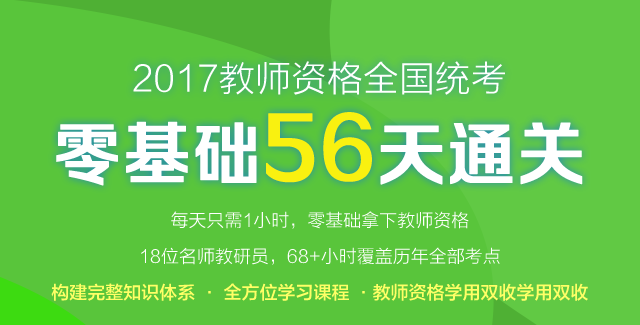 2017教师资格全国统考
零基础56天通关
每天只需1小时，零基础拿下教师资格
18位名师教研员，68+小时覆盖历年全部考点
构建完整知识体系 · 全方位学习课程 ·教师资格学用双收学用双收